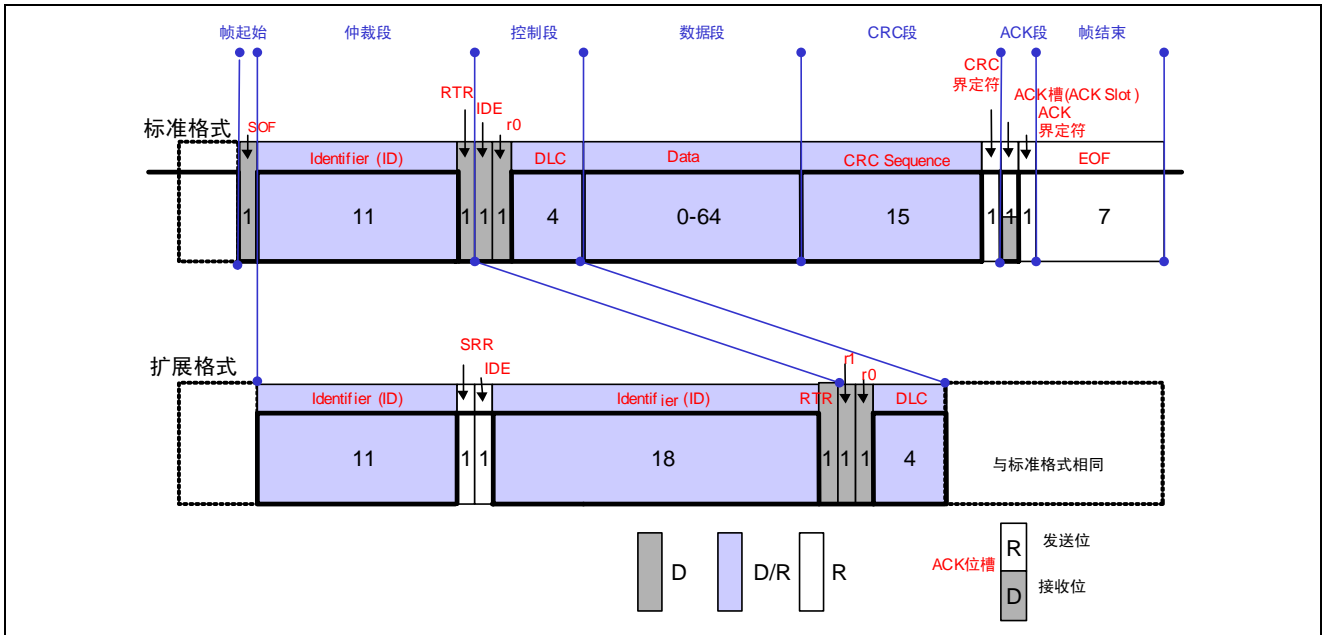 帧起始 仲裁段 控制段 数据段 CRC段 ACK段 帧结束
CRC
界定符
RTR
IDE
r0
ACK槽(ACK Slot)
ACK
界定符
标准格式
SOF
Identifier (ID) DLC Data CRC Sequence EOF
1 11 1 1 1 4 0-64 15 1 1 1 7
扩展格式
SRR
IDE
r1
r0
Identifier (ID) Identifier (ID) RTR DLC
11 1 1 18 1 1 1 4 与标准格式相同
D D/R R
ACK位槽
R 发送位
D 接收位